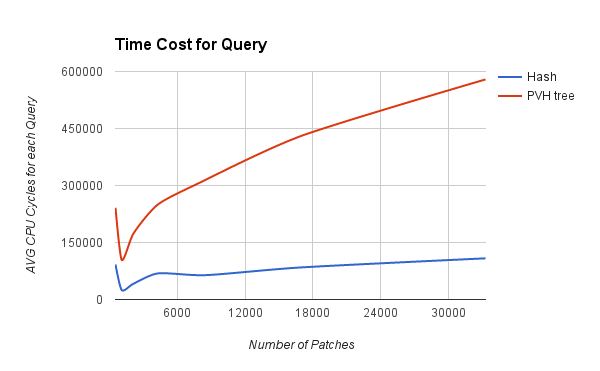 Time Cost for Query
Hash
PVH tree
AVG CPU Cycles for each Query
600000
450000
300000
150000
0
6000 12000 18000 24000 30000
Number of Patches